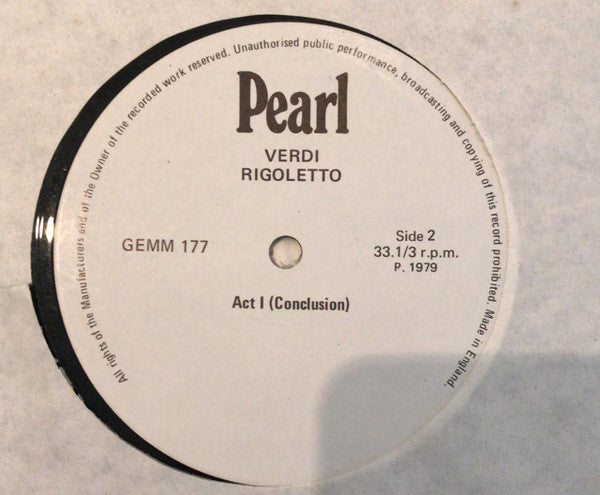 All rights of the Manufacturers and of the Owner of the recorded work reserved. Unauthorised public performance, broadcasting and copying of this record prohibited. Made in England.
Pearl
VERDI
RIGOLETTO
GEMM 177
Side 2
33.1/3 r.p.m.
P. 1979
Act I (Conclusion)